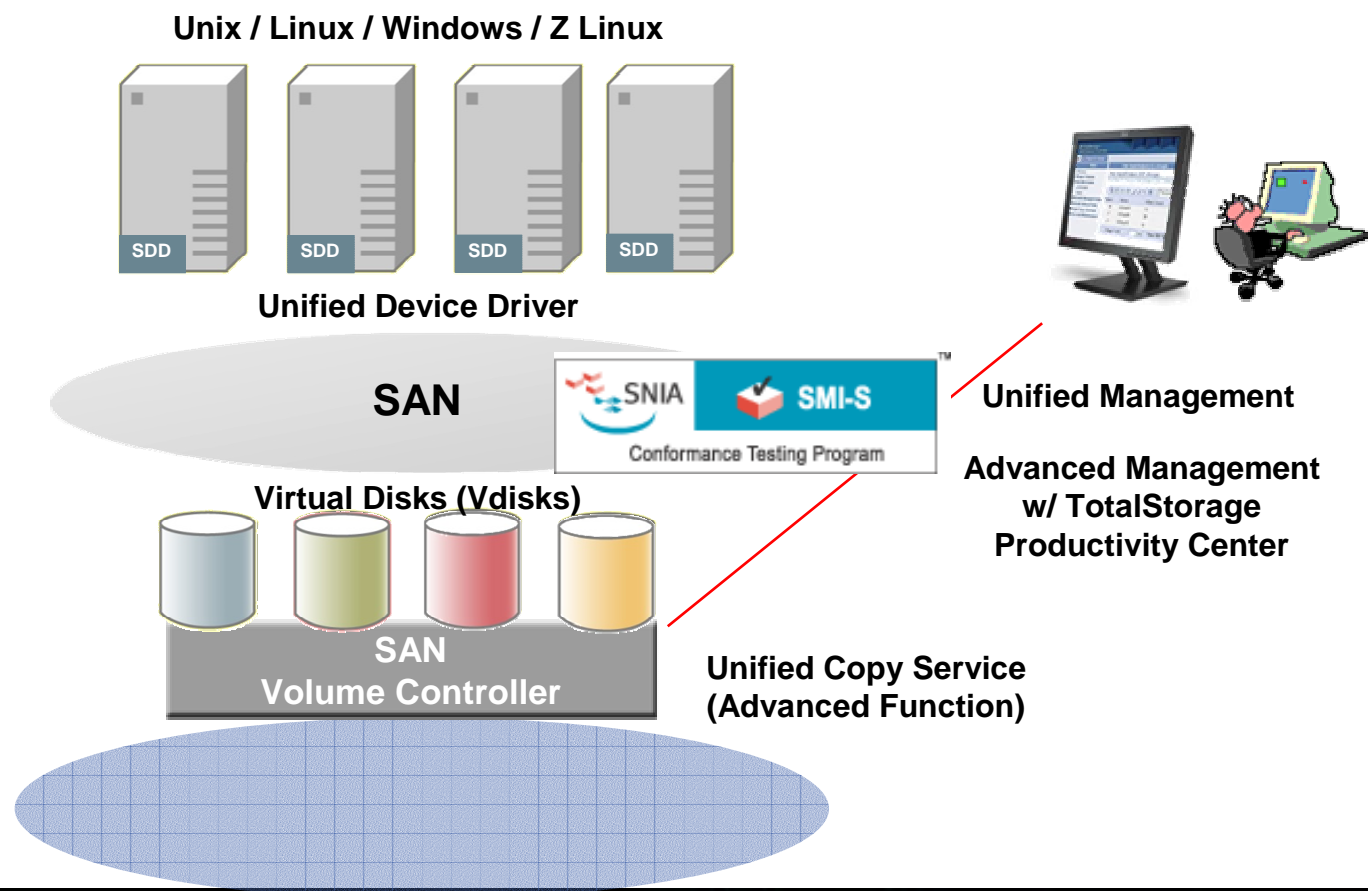 Unix / Linux / Windows / Z Linux
SDD
SDD
SDD
SDD
Unified Device Driver
SAN
SNIA
SMI-S
TM
Conformance Testing Program
Unified Management
Advanced Management
w/ TotalStorage
Productivity Center
Virtual Disks (Vdisks)
SAN
Volume Controller
Unified Copy Service
(Advanced Function)